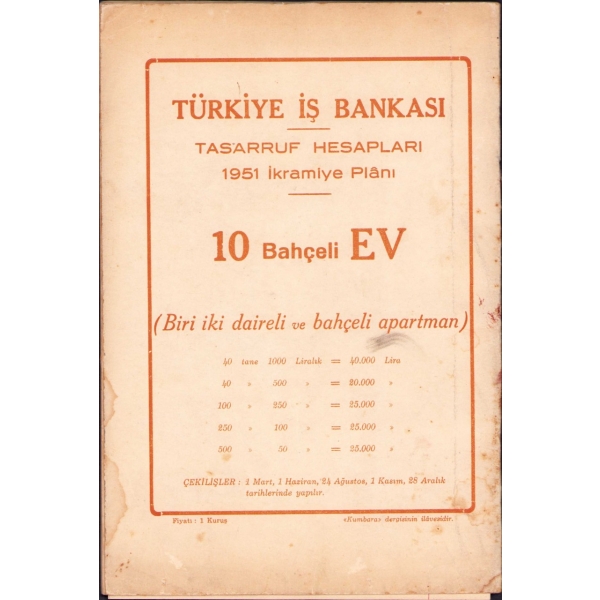 TÜRKİYE İŞ BANKASI
TASARRUF HESAPLARI
1951 İkramiye Plânı
10 Bahçeli EV
(Biri iki daireli ve bahçeli apartman)
40 tane 1000 Liralık = 40.000 Lira
40 » 500 » = 20.000 »
100 » 250 » = 25.000 »
250 » 100 » = 25.000 »
500 » 50 » = 25.000 »
ÇEKİLİŞLER : 1 Mart, 1 Haziran, 24 Ağustos, 1 Kasım, 28 Aralık
tarihlerinde yapılır.
Fiyatı : 1 Kuruş «Kumbara» dergisinin ilâvesidir.